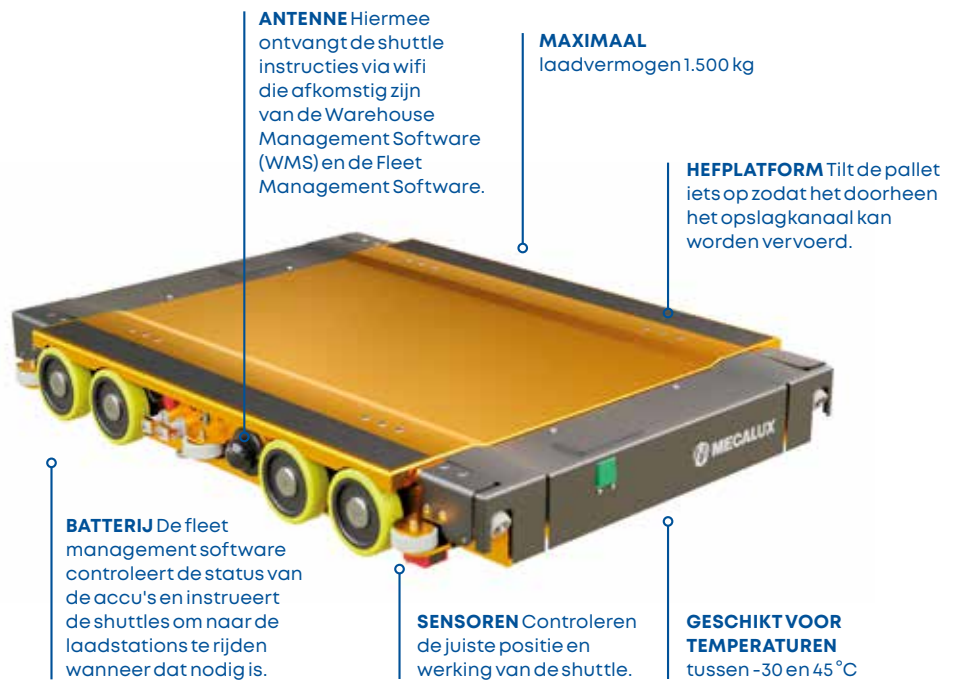 ANTENNE Hiermee
ontvangt de shuttle
instructies via wifi
die afkomstig zijn
van de Warehouse
Management Software
(WMS) en de Fleet
Management Software.
MAXIMAAL
laadvermogen 1.500 kg
HEFPLATFORM Tilt de pallet
iets op zodat het doorheen
het opslagkanaal kan
worden vervoerd.
MECALUX
BATTERIJ De fleet
management software
controleert de status van
de accu's en instrueert
de shuttles om naar de
laadstations te rijden
wanneer dat nodig is.
SENSOREN Controleren
de juiste positie en
werking van de shuttle.
GESCHIKT VOOR
TEMPERATUREN
tussen -30 en 45 °C